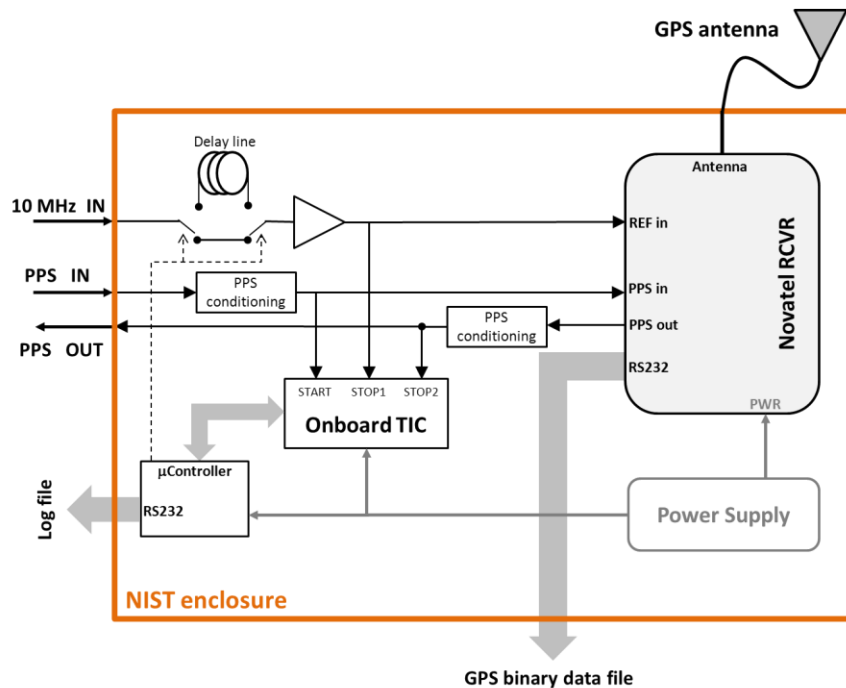 GPS antenna
Delay line
Antenna
10 MHz IN
REF in
PPS IN
PPS
conditioning
PPS in
Novatel RCVR
PPS OUT
PPS
conditioning
PPS out
RS232
START STOP1 STOP2
Onboard TIC
PWR
µController
RS232
Log file
Power Supply
NIST enclosure
GPS binary data file